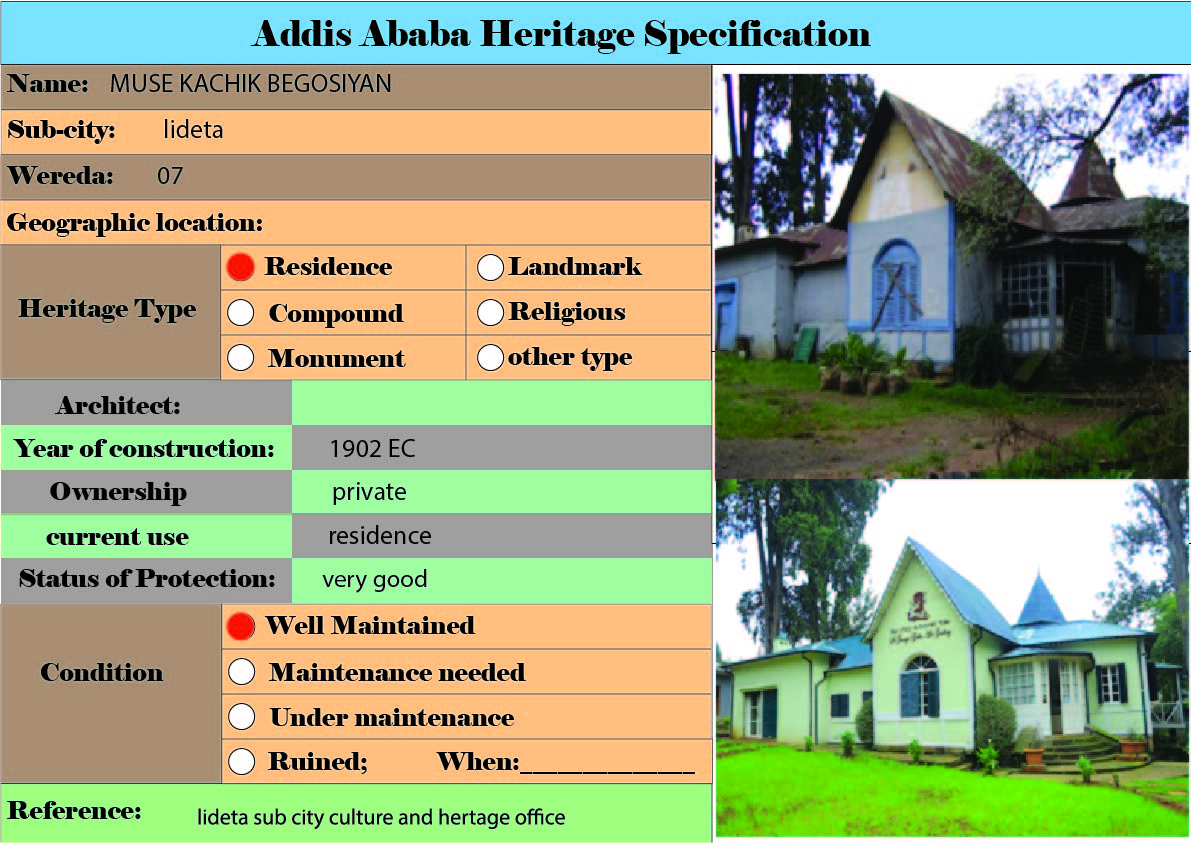 Addis Ababa Heritage Specification
Name: MUSE KACHIK BEGOSIYAN
Sub-city: lideta
Wereda: 07
Geographic location:
Heritage Type
Residence
Landmark
Compound
Religious
Monument
other type
Architect:
Year of construction: 1902 EC
Ownership private
current use residence
Status of Protection: very good
Condition
Well Maintained
Maintenance needed
Under maintenance
Ruined; When:_______________
Reference: lideta sub city culture and hertage office